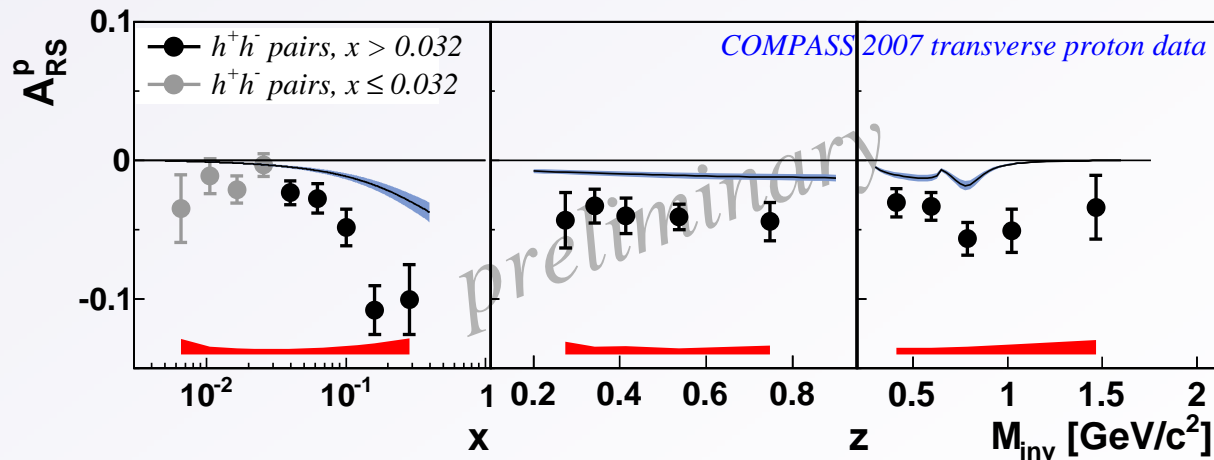 A^p_RS
0.1
0
-0.1
h⁺h⁻ pairs, x > 0.032
h⁺h⁻ pairs, x ≤ 0.032
COMPASS 2007 transverse proton data
preliminary
10⁻² 10⁻¹ 1
0.2 0.4 0.6 0.8
0.5 1 1.5 2
x
z
M_inv [GeV/c²]